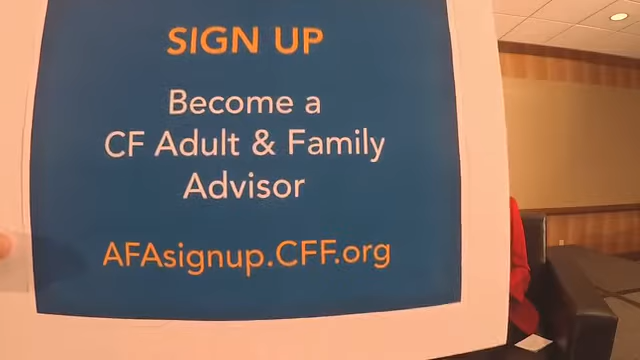 SIGN UP
Become a
CF Adult & Family
Advisor
AFAsignup.CFF.org